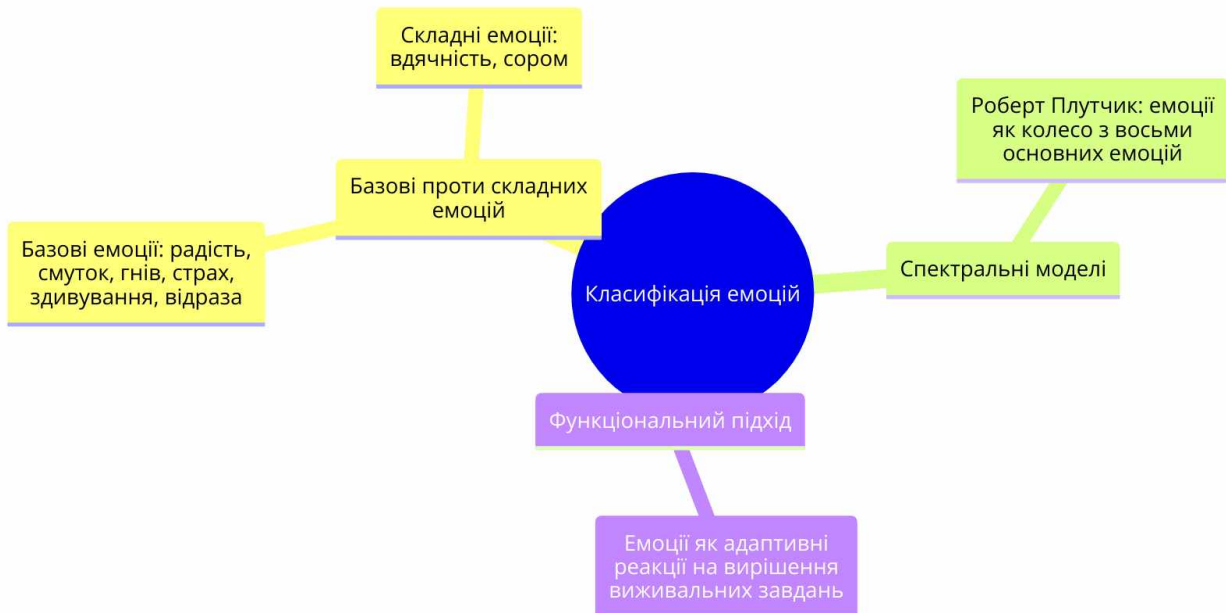 Складні емоції:
вдячність, сором
Роберт Плутчик: емоції
як колесо з восьми
основних емоцій
Базові проти складних
емоцій
Базові емоції: радість,
смуток, гнів, страх,
здивування, відраза
Спектральні моделі
Класифікація емоцій
Функціональний підхід
Емоції як адаптивні
реакції на вирішення
виживальних завдань